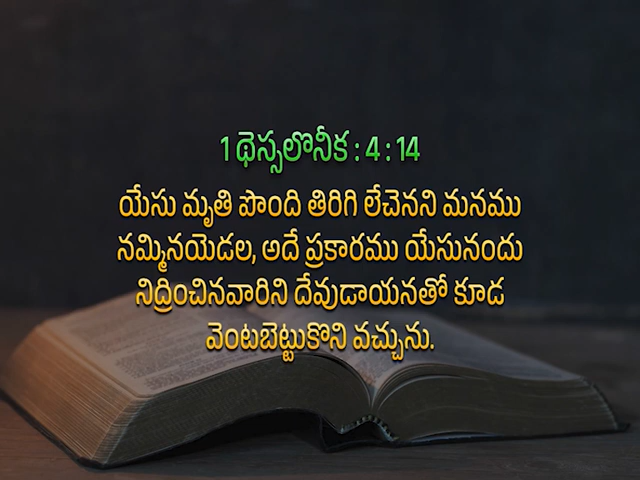 1 థెస్సలొనీక : 4 : 14
యేసు మృతి పొంది తిరిగి లేచెనని మనము
నమ్మినయెడల, అదే ప్రకారము యేసునందు
నిద్రించినవారిని దేవుడాయనతో కూడ
వెంటబెట్టుకొని వచ్చును.